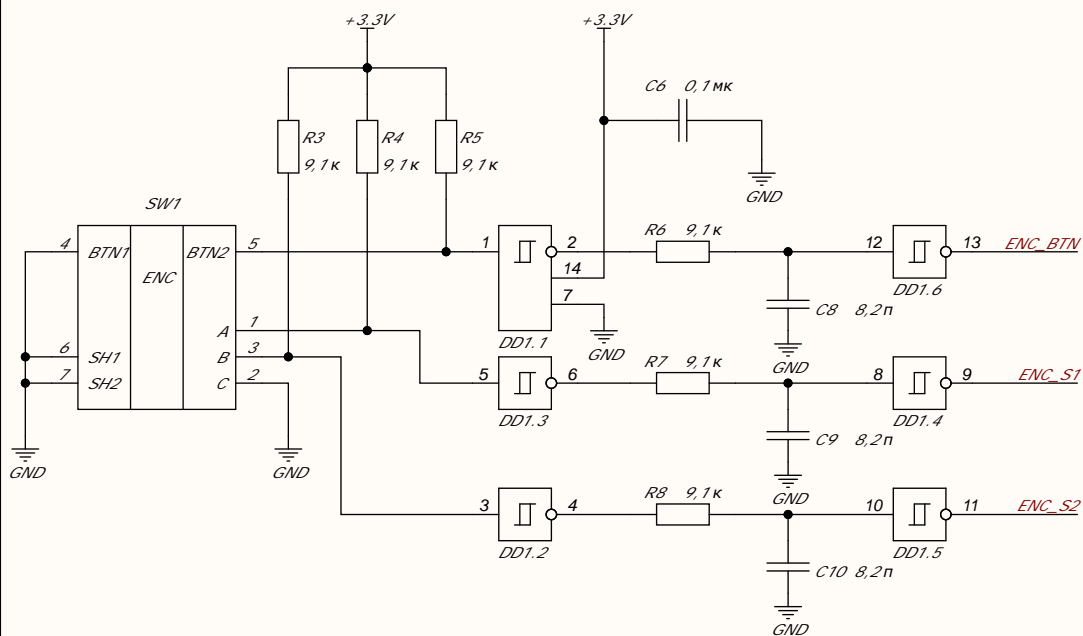 +3.3V
+3.3V
C6 0,1мк
R3
9,1к
R4
9,1к
R5
9,1к
GND
SW1
4
BTN1
BTN2
5
ENC
1
2
R6 9,1к
12
13
ENC_BTN
14
7
DD1.6
6
SH1
7
SH2
A
1
B
3
C
2
DD1.1
GND
C8 8,2п
GND
5
6
R7 9,1к
8
9
ENC_S1
DD1.3
DD1.4
GND
GND
C9 8,2п
GND
3
4
R8 9,1к
10
11
ENC_S2
DD1.2
DD1.5
C10 8,2п
GND